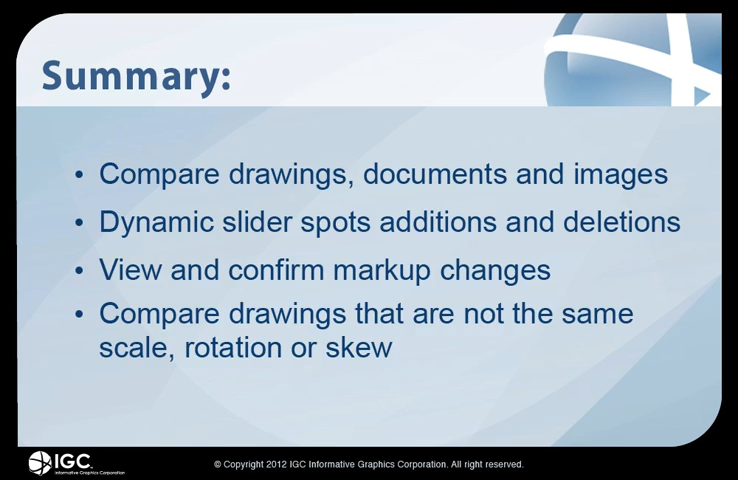 Summary:
• Compare drawings, documents and images
• Dynamic slider spots additions and deletions
• View and confirm markup changes
• Compare drawings that are not the same
scale, rotation or skew
IGC.
Informative Graphics Corporation
© Copyright 2012 IGC Informative Graphics Corporation. All right reserved.